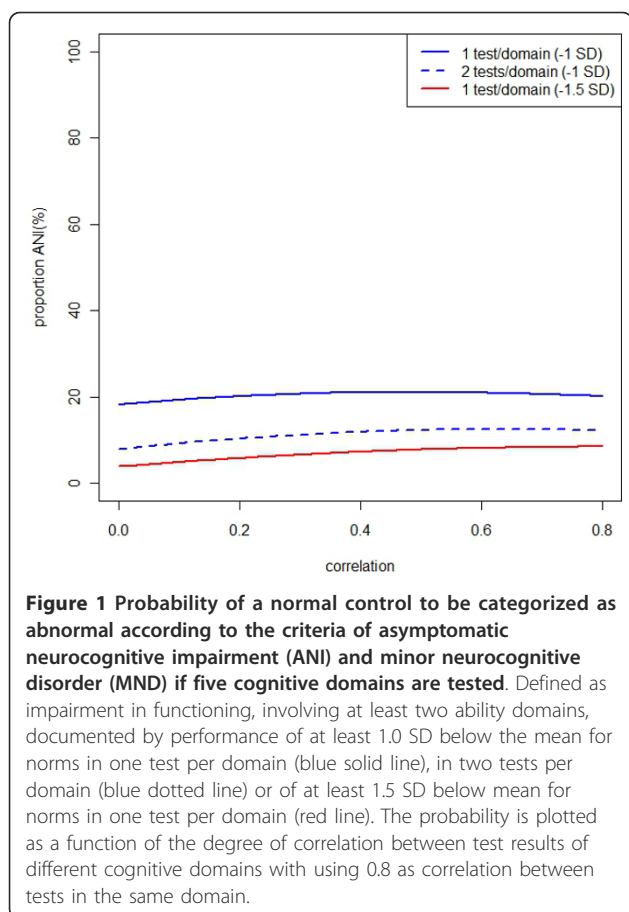 1 test/domain (-1 SD)
2 tests/domain (-1 SD)
1 test/domain (-1.5 SD)
100
80
60
40
20
0
proportion ANI(%)
0.0 0.2 0.4 0.6 0.8
correlation
Figure 1 Probability of a normal control to be categorized as
abnormal according to the criteria of asymptomatic
neurocognitive impairment (ANI) and minor neurocognitive
disorder (MND) if five cognitive domains are tested. Defined as
impairment in functioning, involving at least two ability domains,
documented by performance of at least 1.0 SD below the mean for
norms in one test per domain (blue solid line), in two tests per
domain (blue dotted line) or of at least 1.5 SD below mean for
norms in one test per domain (red line). The probability is plotted
as a function of the degree of correlation between test results of
different cognitive domains with using 0.8 as correlation between
tests in the same domain.